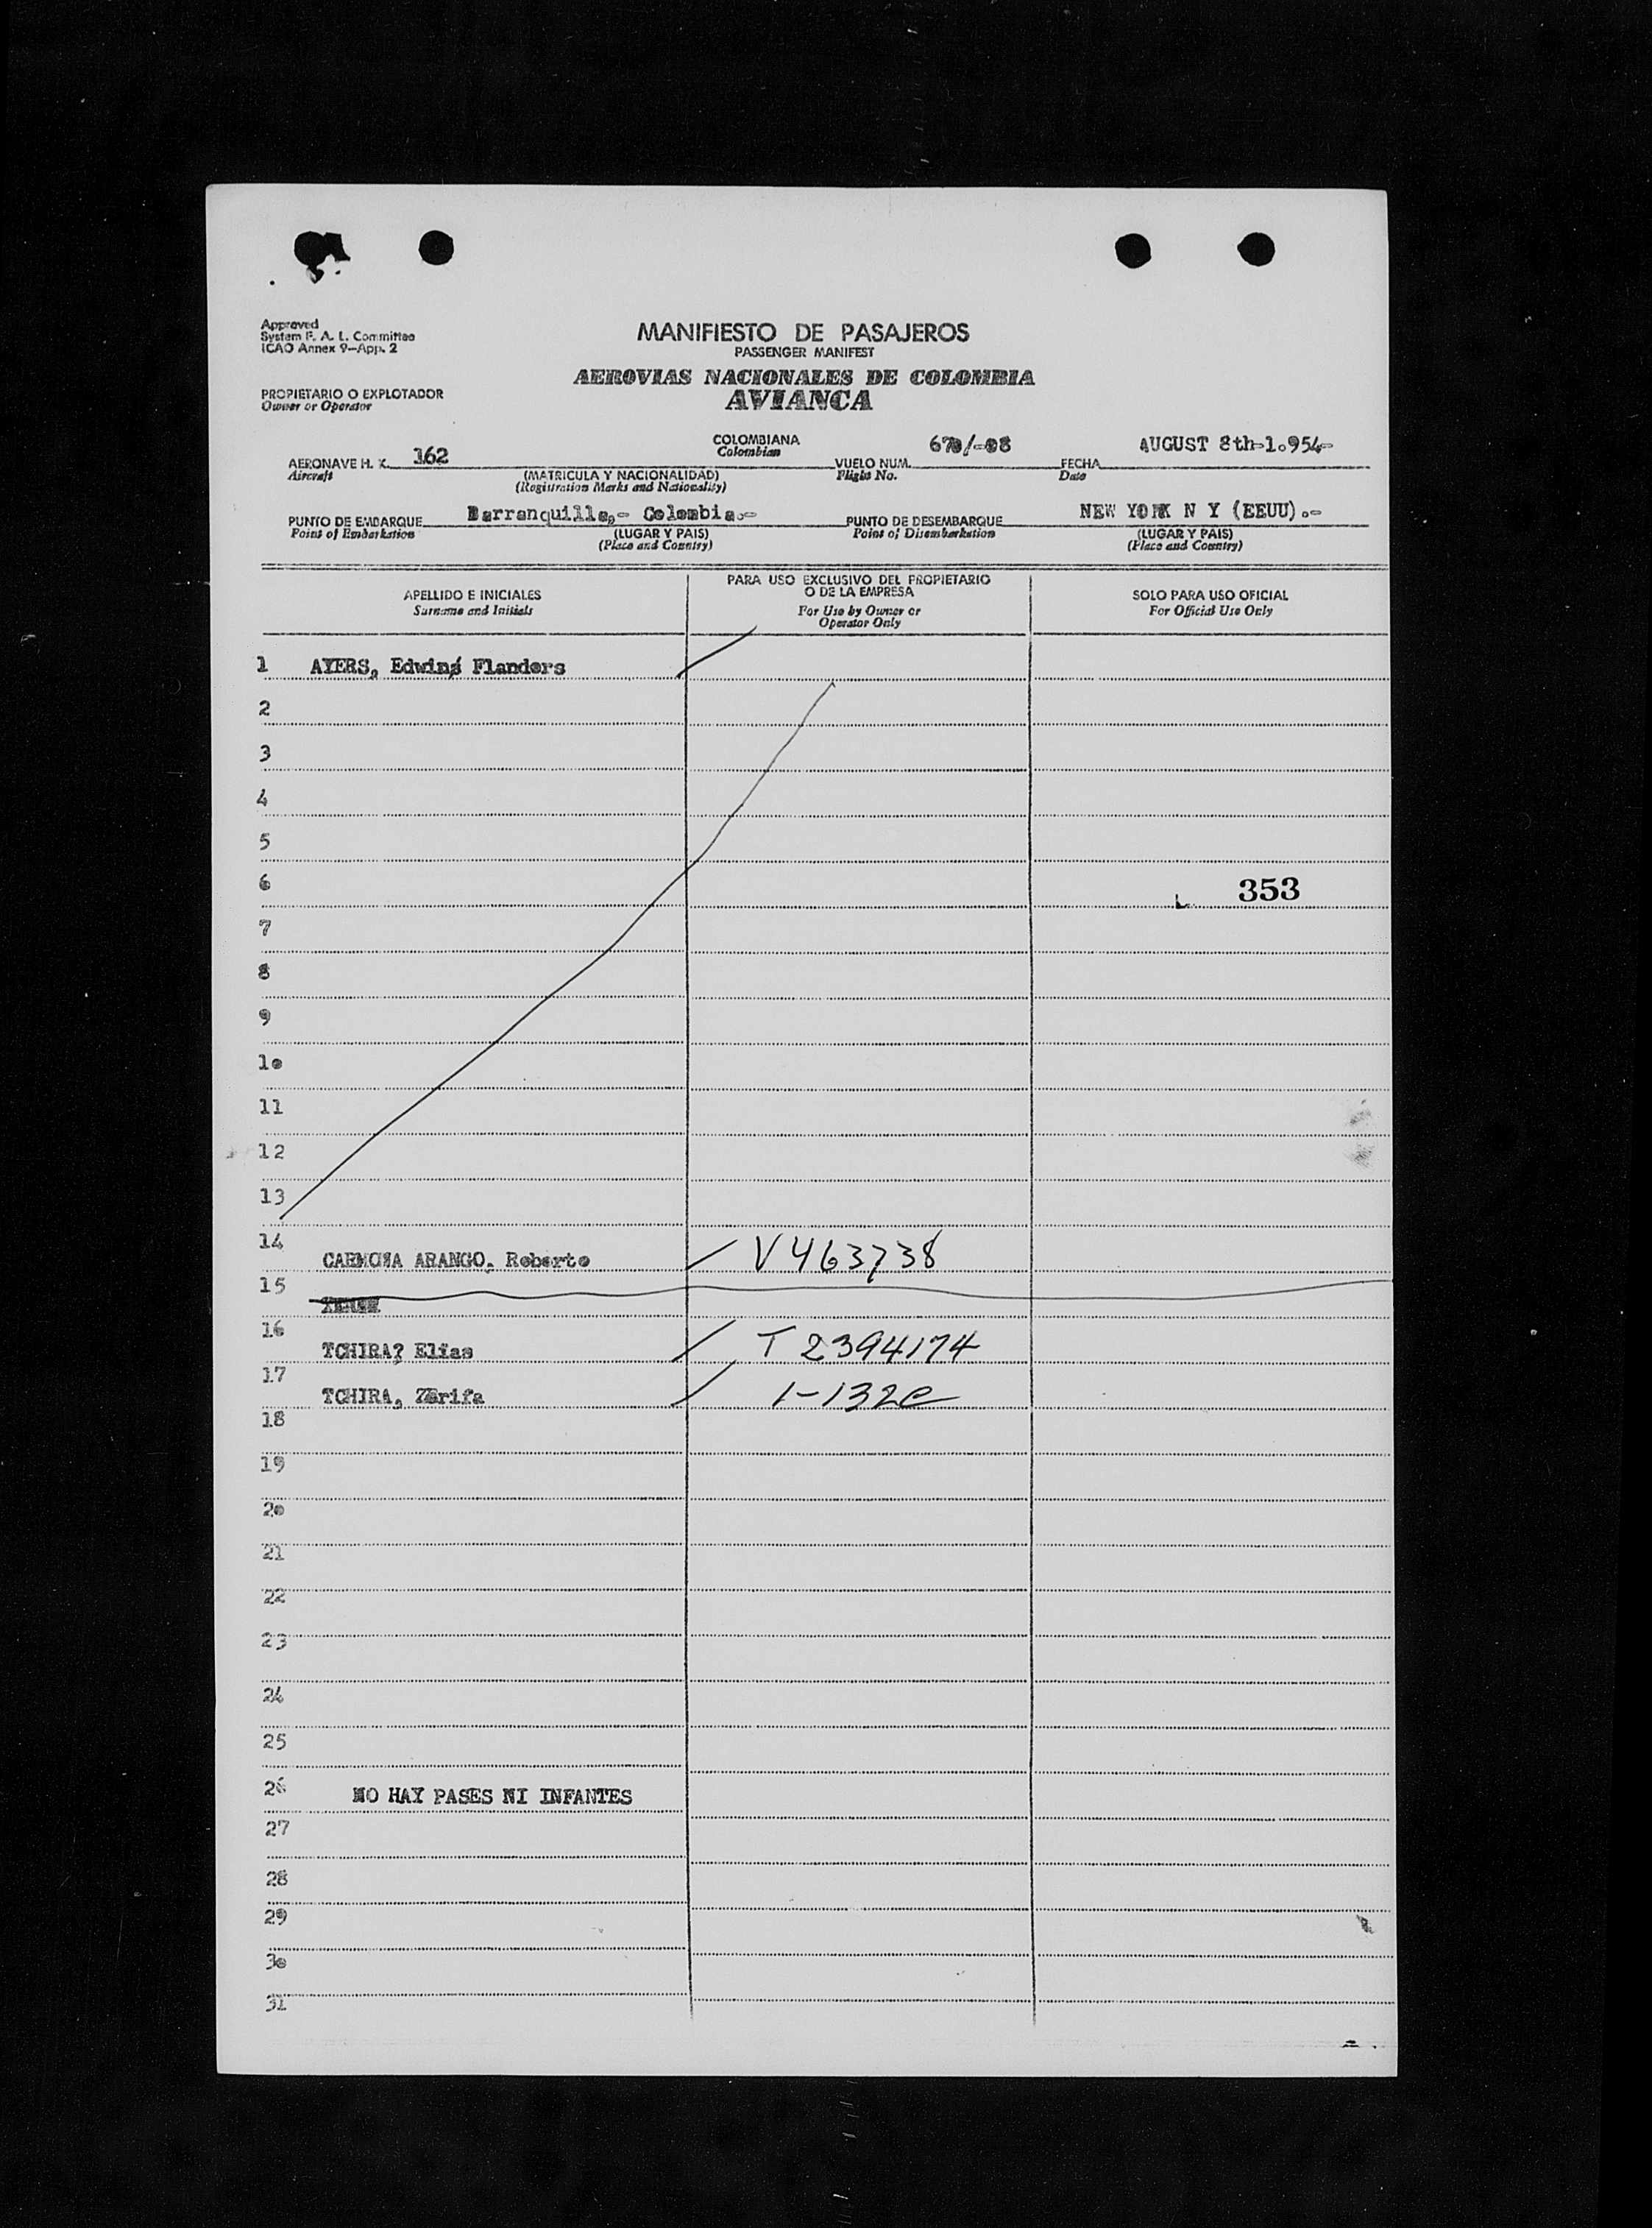 Approved
System F. A. L. Committee
ICAO Annex 9-App. 2
MANIFIESTO DE PASAJEROS
PASSENGER MANIFEST
AEROVIAS NACIONALES DE COLOMBIA
AVIANCA
PROPIETARIO O EXPLOTADOR
Owner or Operator
AERONAVE H. K. 162 COLOMBIANA VUELO NUM. FECHA AUGUST 8th-1.954-
Aircraft (MATRICULA Y NACIONALIDAD) Colombian Flight No. Date
(Registration Marks and Nationality)
PUNTO DE EMBARQUE Barranquilla,- Colombia.- PUNTO DE DESEMBARQUE NEW YORK N Y (EEUU).-
Point of Embarkation (LUGAR Y PAIS) Point of Disembarkation (LUGAR Y PAIS)
(Place and Country) (Place and Country)
APELLIDO E INICIALES
Surname and Initials
PARA USO EXCLUSIVO DEL PROPIETARIO
O DE LA EMPRESA
For Use by Owner or
Operator Only
SOLO PARA USO OFICIAL
For Official Use Only
1 AYERS, Edwing Flanders
2
3
4
5
6 353
7
8
9
10
11
12
13
14 CARMONA ARANGO, Roberto V463738
15
16 TCHIRA? Elias T 2394174
17 TCHIRA, Zarifa 1-132e
18
19
20
21
22
23
24
25
26 NO HAY PASES NI INFANTES
27
28
29
30
31